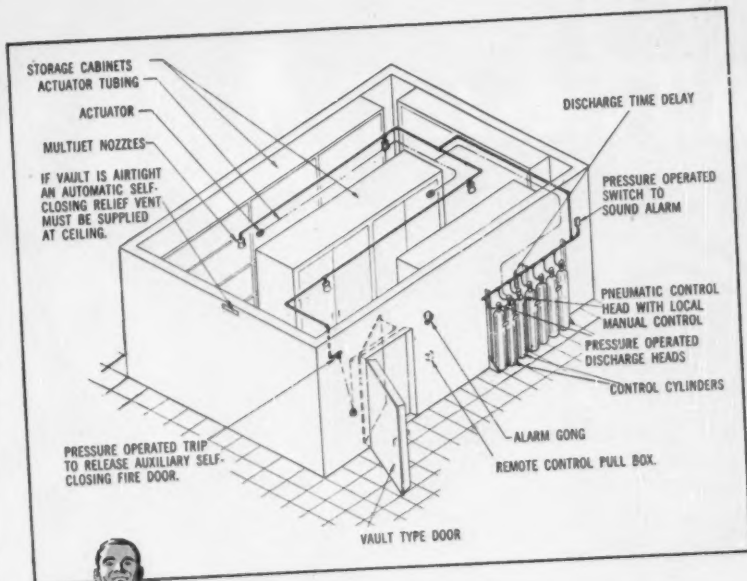 STORAGE CABINETS
ACTUATOR TUBING
ACTUATOR
MULTIJET NOZZLES
IF VAULT IS AIRTIGHT
AN AUTOMATIC SELF-
CLOSING RELIEF VENT
MUST BE SUPPLIED
AT CEILING.
DISCHARGE TIME DELAY
PRESSURE OPERATED
SWITCH TO
SOUND ALARM
PNEUMATIC CONTROL
HEAD WITH LOCAL
MANUAL CONTROL
PRESSURE OPERATED
DISCHARGE HEADS
CONTROL CYLINDERS
ALARM GONG
REMOTE CONTROL PULL BOX.
PRESSURE OPERATED TRIP
TO RELEASE AUXILIARY SELF-
CLOSING FIRE DOOR.
VAULT TYPE DOOR